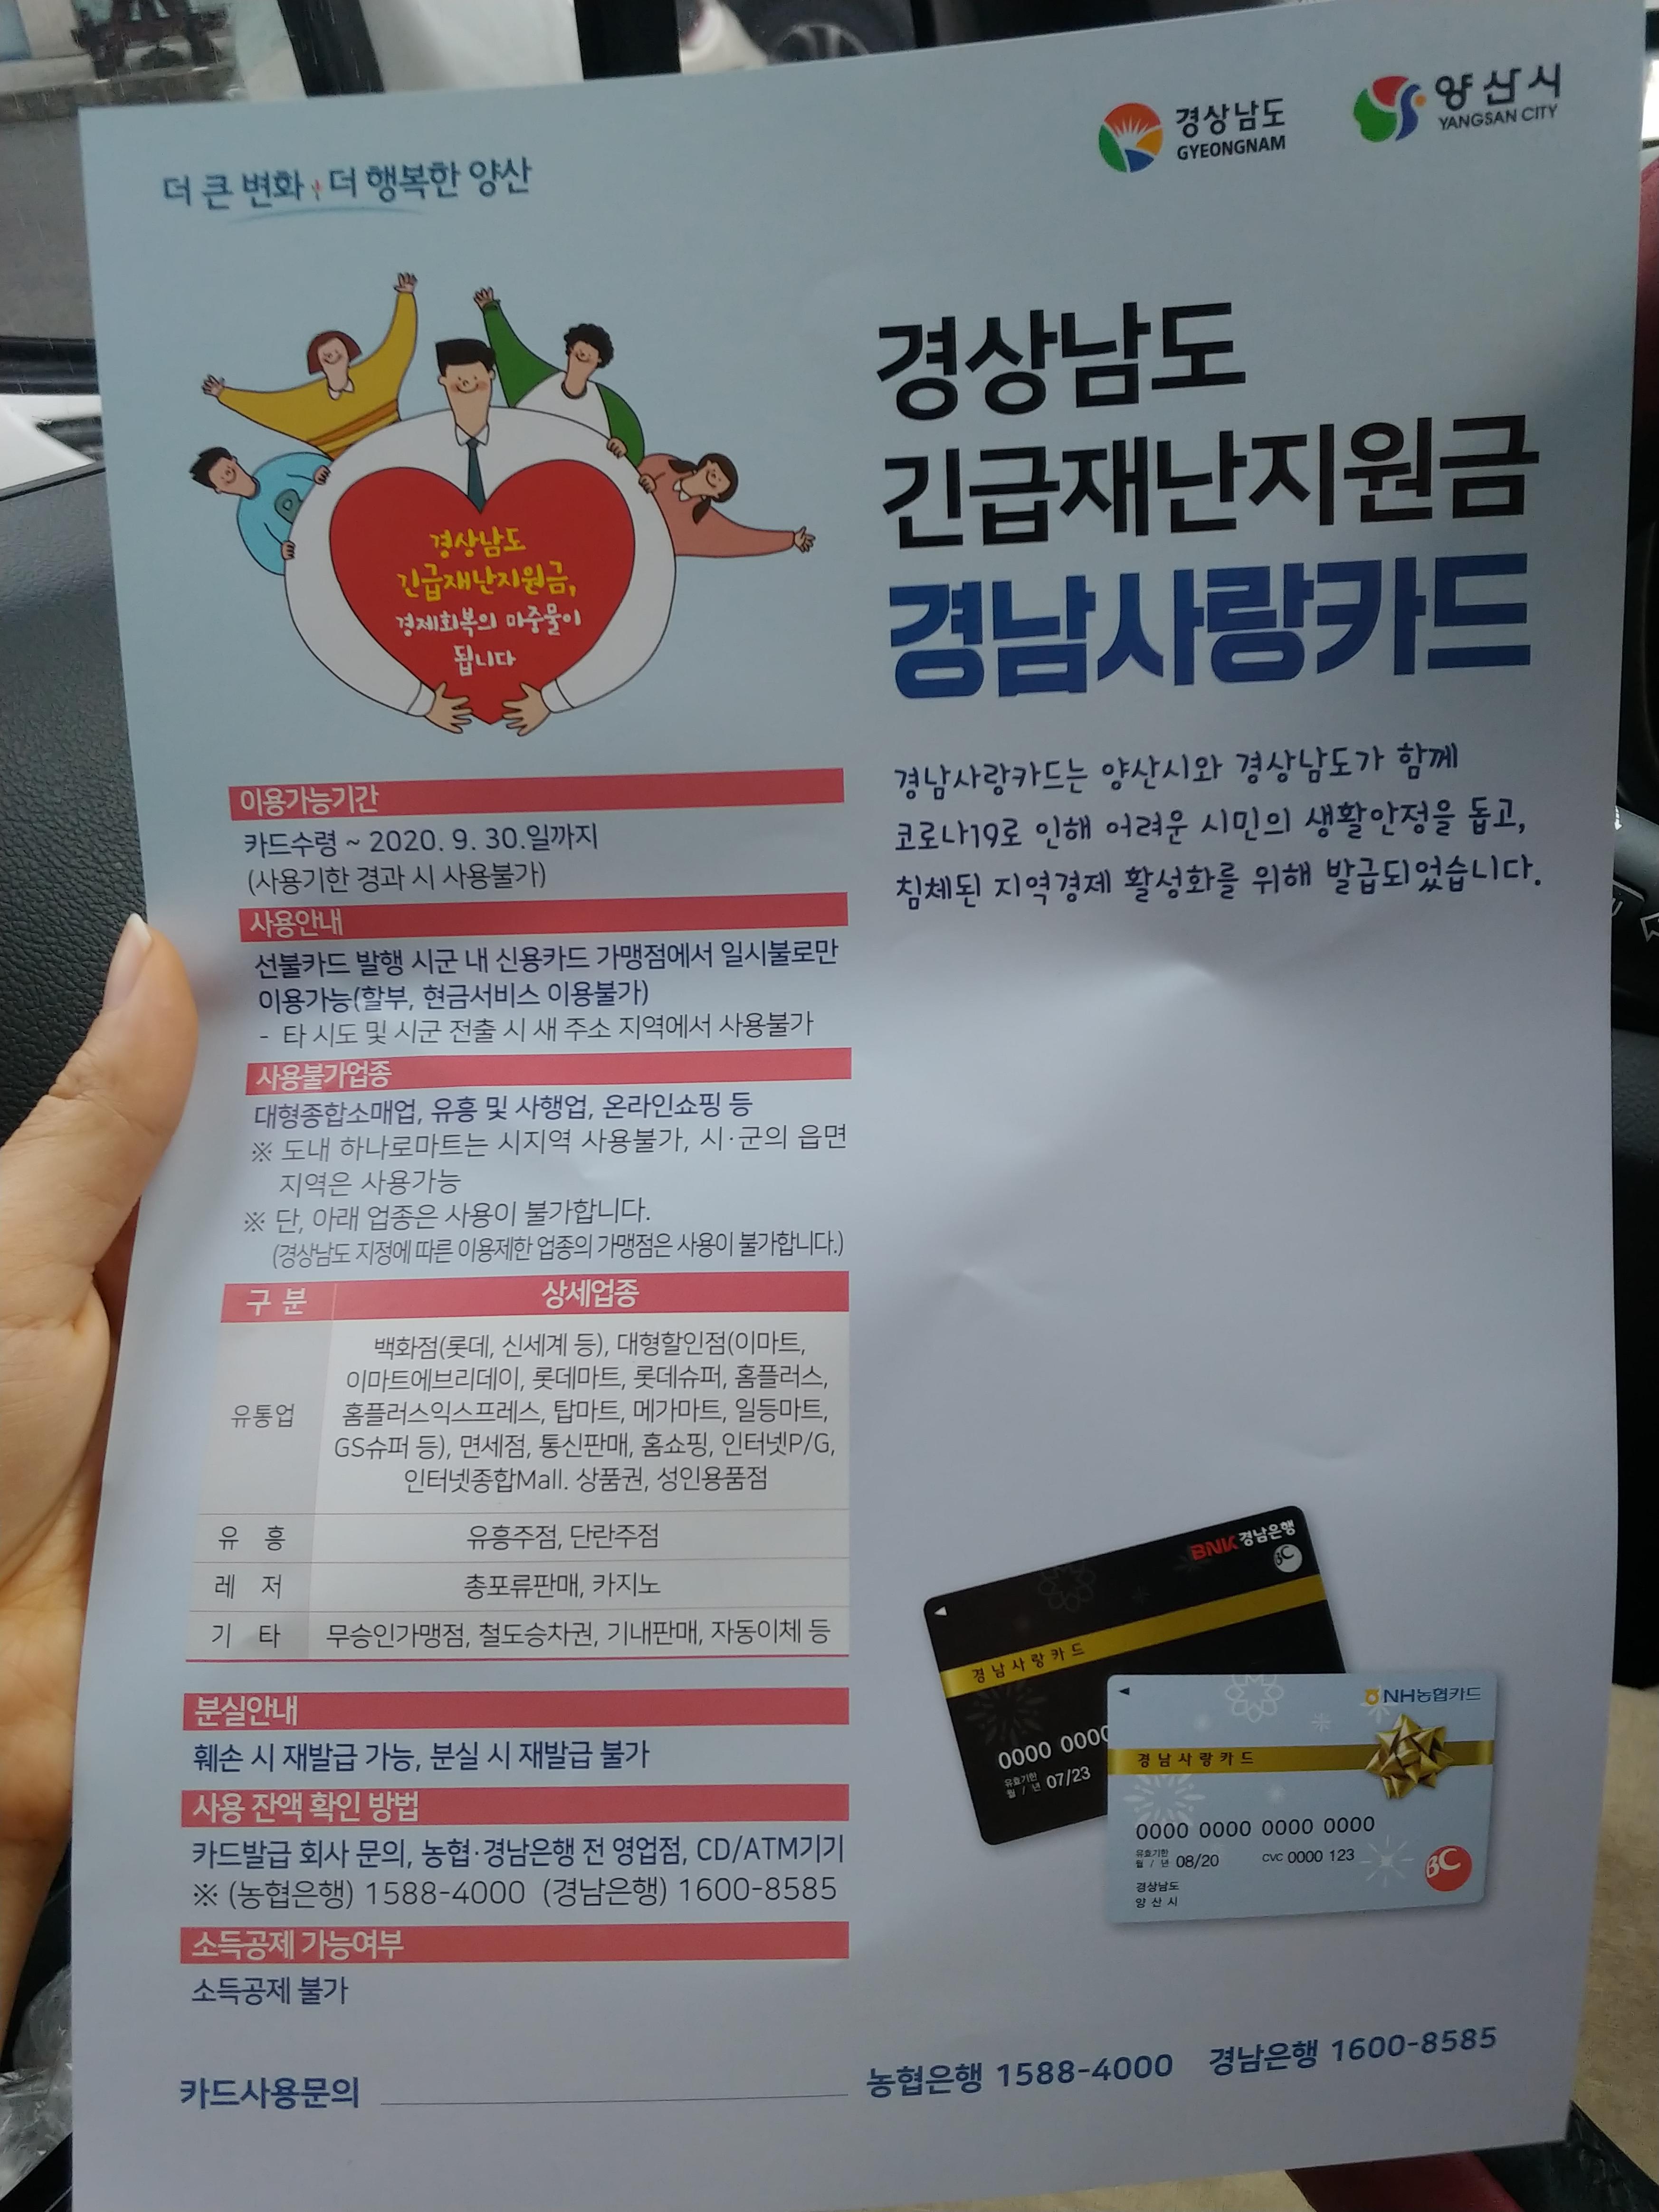 더 큰 변화, 더 행복한 양산
경상남도
GYEONGNAM
양산시
YANGSAN CITY
경상남도
긴급재난지원금,
경제회복의 마중물이
됩니다
경상남도
긴급재난지원금
경남사랑카드
경남사랑카드는 양산시와 경상남도가 함께
코로나19로 인해 어려운 시민의 생활안정을 돕고,
침체된 지역경제 활성화를 위해 발급되었습니다.
이용가능기간
카드수령 ~ 2020. 9. 30.일까지
(사용기한 경과 시 사용불가)
사용안내
선불카드 발행 시군 내 신용카드 가맹점에서 일시불로만
이용가능(할부, 현금서비스 이용불가)
- 타 시도 및 시군 전출 시 새 주소 지역에서 사용불가
사용불가업종
대형종합소매업, 유흥 및 사행업, 온라인쇼핑 등
※ 도내 하나로마트는 시지역 사용불가, 시·군의 읍면
지역은 사용가능
※ 단, 아래 업종은 사용이 불가합니다.
(경상남도 지정에 따른 이용제한 업종의 가맹점은 사용이 불가합니다.)
구 분 상세업종
유통업
백화점(롯데, 신세계 등), 대형할인점(이마트,
이마트에브리데이, 롯데마트, 롯데슈퍼, 홈플러스,
홈플러스익스프레스, 탑마트, 메가마트, 일등마트,
GS슈퍼 등), 면세점, 통신판매, 홈쇼핑, 인터넷P/G,
인터넷종합Mall. 상품권, 성인용품점
유 흥 유흥주점, 단란주점
레 저 총포류판매, 카지노
기 타 무승인가맹점, 철도승차권, 기내판매, 자동이체 등
분실안내
훼손 시 재발급 가능, 분실 시 재발급 불가
사용 잔액 확인 방법
카드발급 회사 문의, 농협·경남은행 전 영업점, CD/ATM기기
※ (농협은행) 1588-4000 (경남은행) 1600-8585
소득공제 가능여부
소득공제 불가
BNK경남은행
BC
경남사랑카드
0000 0000
유효기한
월 / 년 07/23
NH농협카드
경남사랑카드
0000 0000 0000 0000
유효기한
월 / 년 08/20 CVC 0000 123
경상남도
양 산 시
BC
카드사용문의 농협은행 1588-4000 경남은행 1600-8585